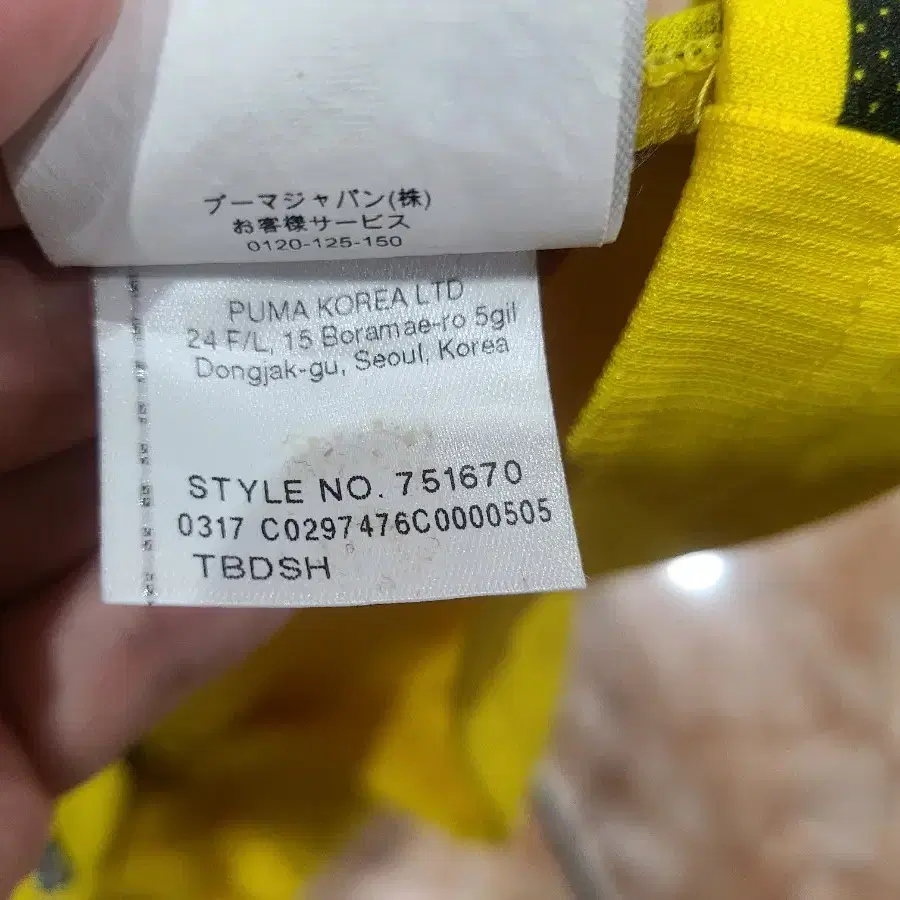 プーマジャパン(株)
お客様サービス
0120-125-150
PUMA KOREA LTD
24 F/L, 15 Boramae-ro 5gil
Dongjak-gu, Seoul, Korea
STYLE NO. 751670
0317 C0297476C0000505
TBDSH